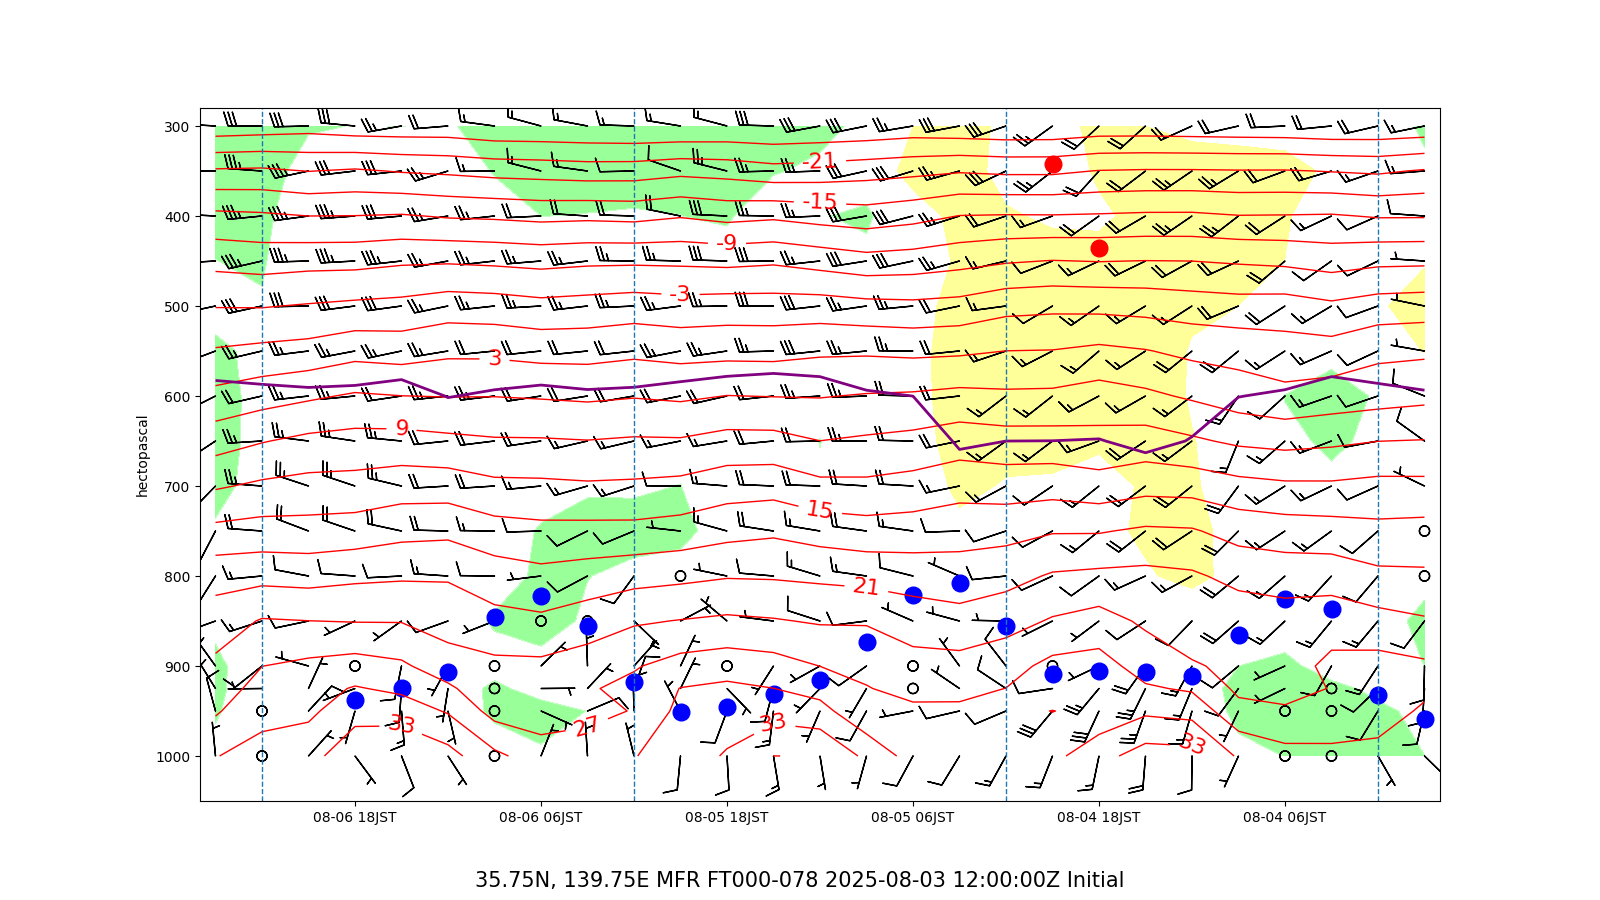 300
400
500
600
700
800
900
1000
hectopascal
-21
-15
-9
-3
3
9
15
21
27
33
33
33
08-06 18JST
08-06 06JST
08-05 18JST
08-05 06JST
08-04 18JST
08-04 06JST
35.75N, 139.75E MFR FT000-078 2025-08-03 12:00:00Z Initial